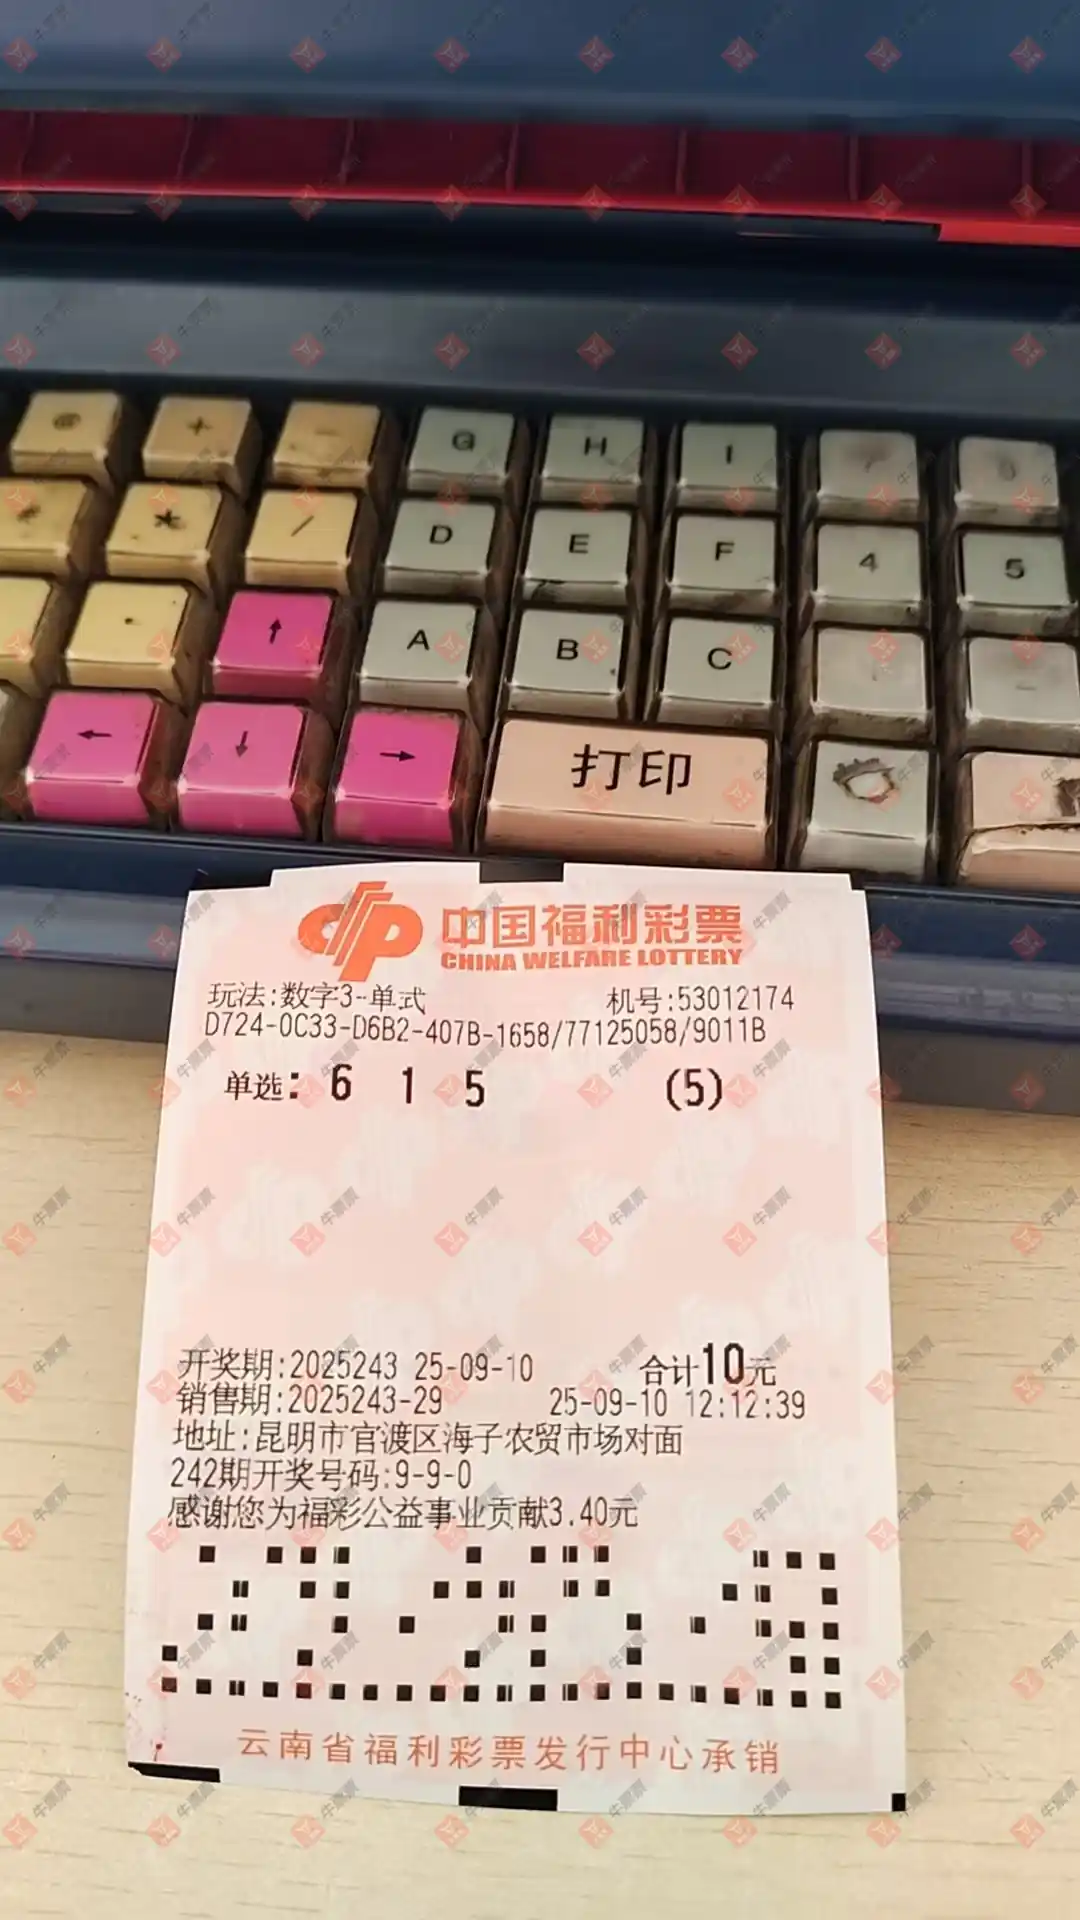 @ + - G H I
* / D E F 4 5
. ↑ A B C
← ↓ → 打印
中国福利彩票
CHINA WELFARE LOTTERY
玩法:数字3-单式 机号:53012174
D724-0C33-D6B2-407B-1658/77125058/9011B
单选: 6 1 5 (5)
开奖期:2025243 25-09-10 合计10元
销售期:2025243-29 25-09-10 12:12:39
地址:昆明市官渡区海子农贸市场对面
242期开奖号码:9-9-0
感谢您为福彩公益事业贡献3.40元
云南省福利彩票发行中心承销
牛票票